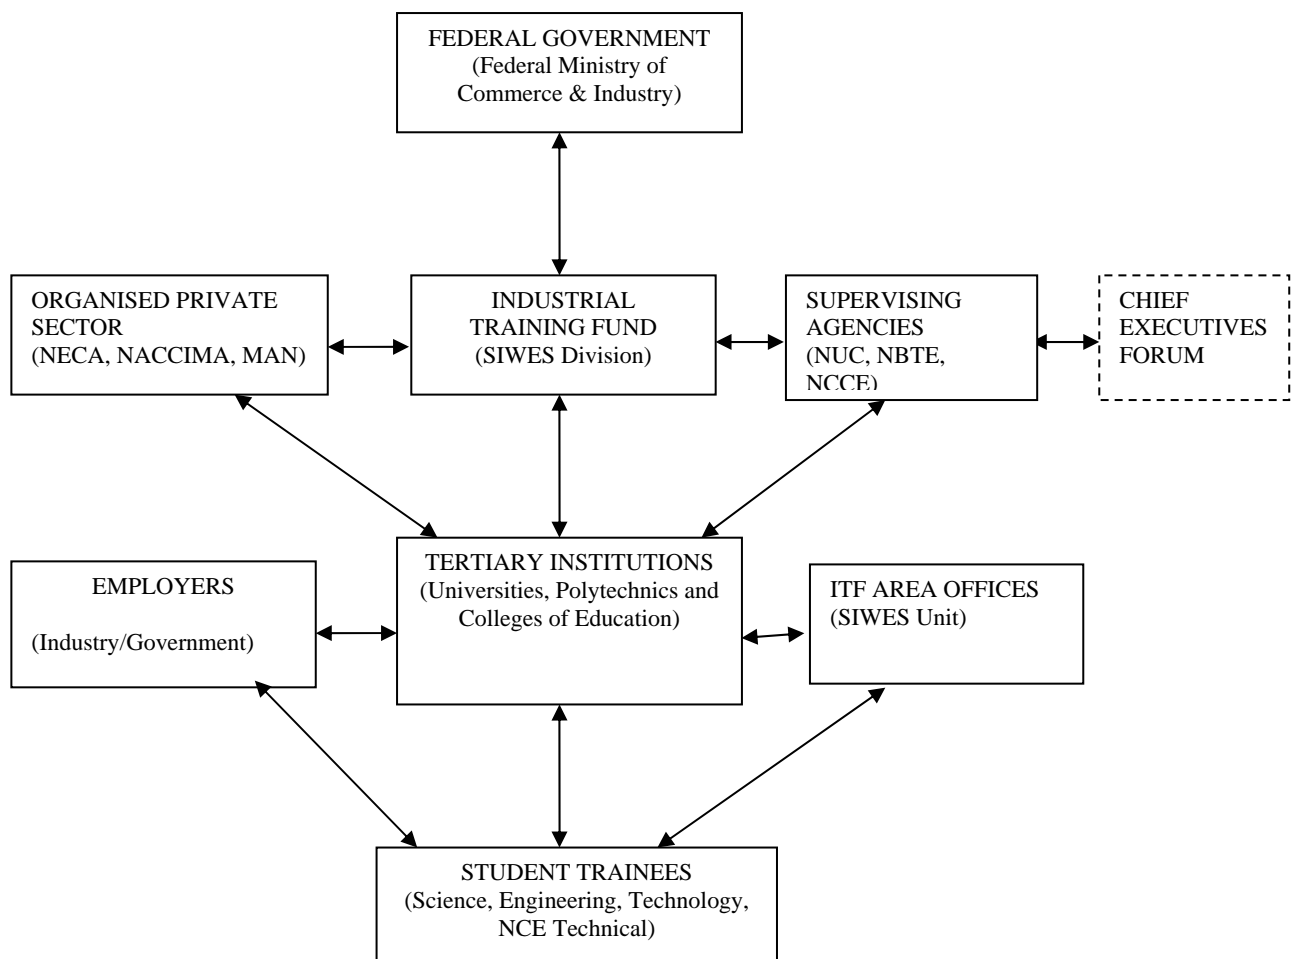 FEDERAL GOVERNMENT
(Federal Ministry of
Commerce & Industry)
ORGANISED PRIVATE
SECTOR
(NECA, NACCIMA, MAN)
INDUSTRIAL
TRAINING FUND
(SIWES Division)
SUPERVISING
AGENCIES
(NUC, NBTE,
NCCE)
CHIEF
EXECUTIVES
FORUM
EMPLOYERS
(Industry/Government)
TERTIARY INSTITUTIONS
(Universities, Polytechnics and
Colleges of Education)
ITF AREA OFFICES
(SIWES Unit)
STUDENT TRAINEES
(Science, Engineering, Technology,
NCE Technical)